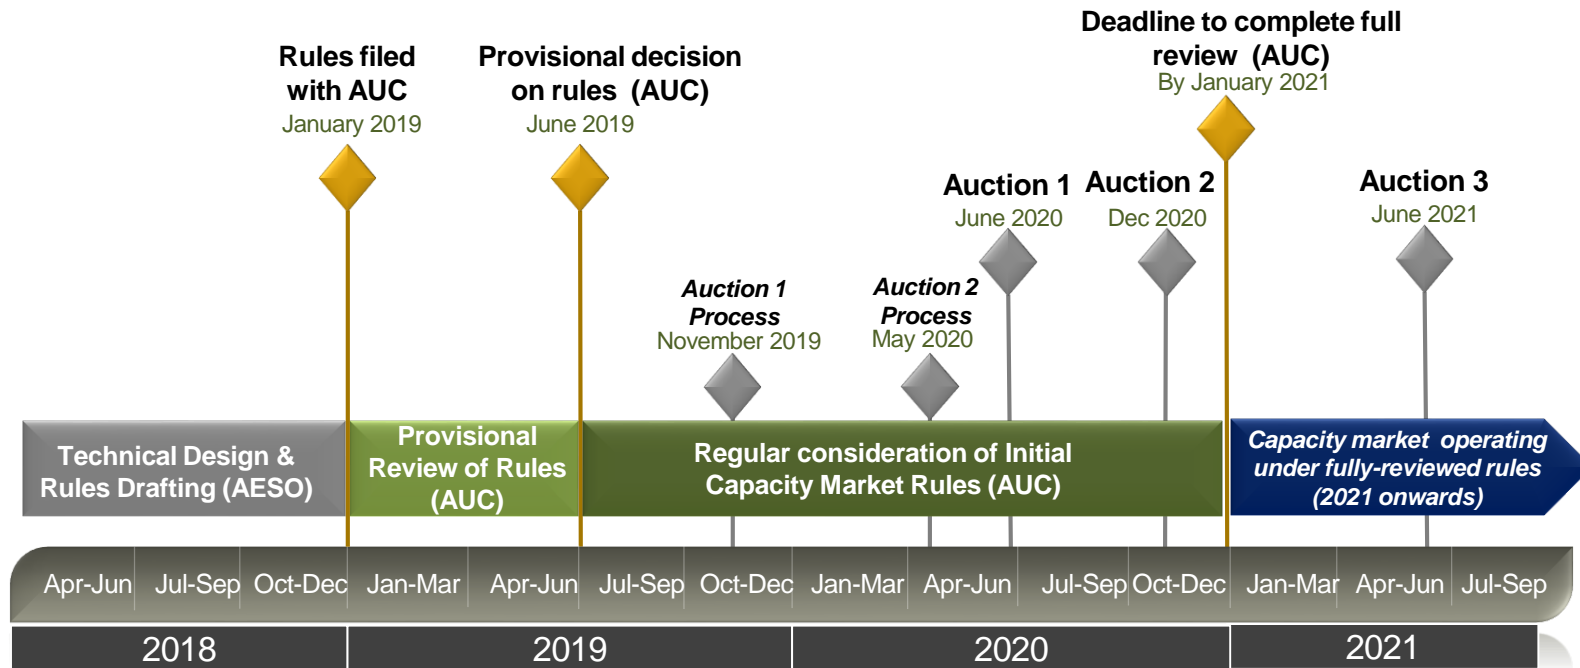 Rules filed
with AUC
January 2019
Provisional decision
on rules (AUC)
June 2019
Deadline to complete full
review (AUC)
By January 2021
Auction 1
June 2020
Auction 2
Dec 2020
Auction 3
June 2021
Auction 1
Process
November 2019
Auction 2
Process
May 2020
Technical Design &
Rules Drafting (AESO)
Provisional
Review of Rules
(AUC)
Regular consideration of Initial
Capacity Market Rules (AUC)
Capacity market operating
under fully-reviewed rules
(2021 onwards)
Apr-Jun Jul-Sep Oct-Dec Jan-Mar Apr-Jun Jul-Sep Oct-Dec Jan-Mar Apr-Jun Jul-Sep Oct-Dec Jan-Mar Apr-Jun Jul-Sep
2018 2019 2020 2021